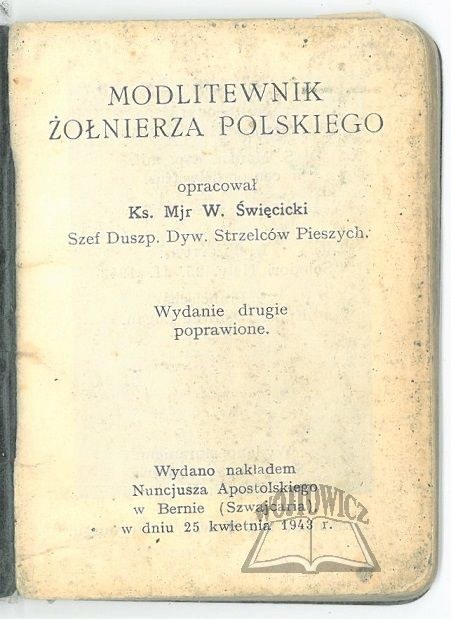 MODLITEWNIK
ŻOŁNIERZA POLSKIEGO
opracował
Ks. Mjr W. Święcicki
Szef Duszp. Dyw. Strzelców Pieszych.
Wydanie drugie
poprawione.
Wydano nakładem
Nuncjusza Apostolskiego
w Bernie (Szwajcaria),
w dniu 25 kwietnia 1943 r.
WÓJTOWICZ